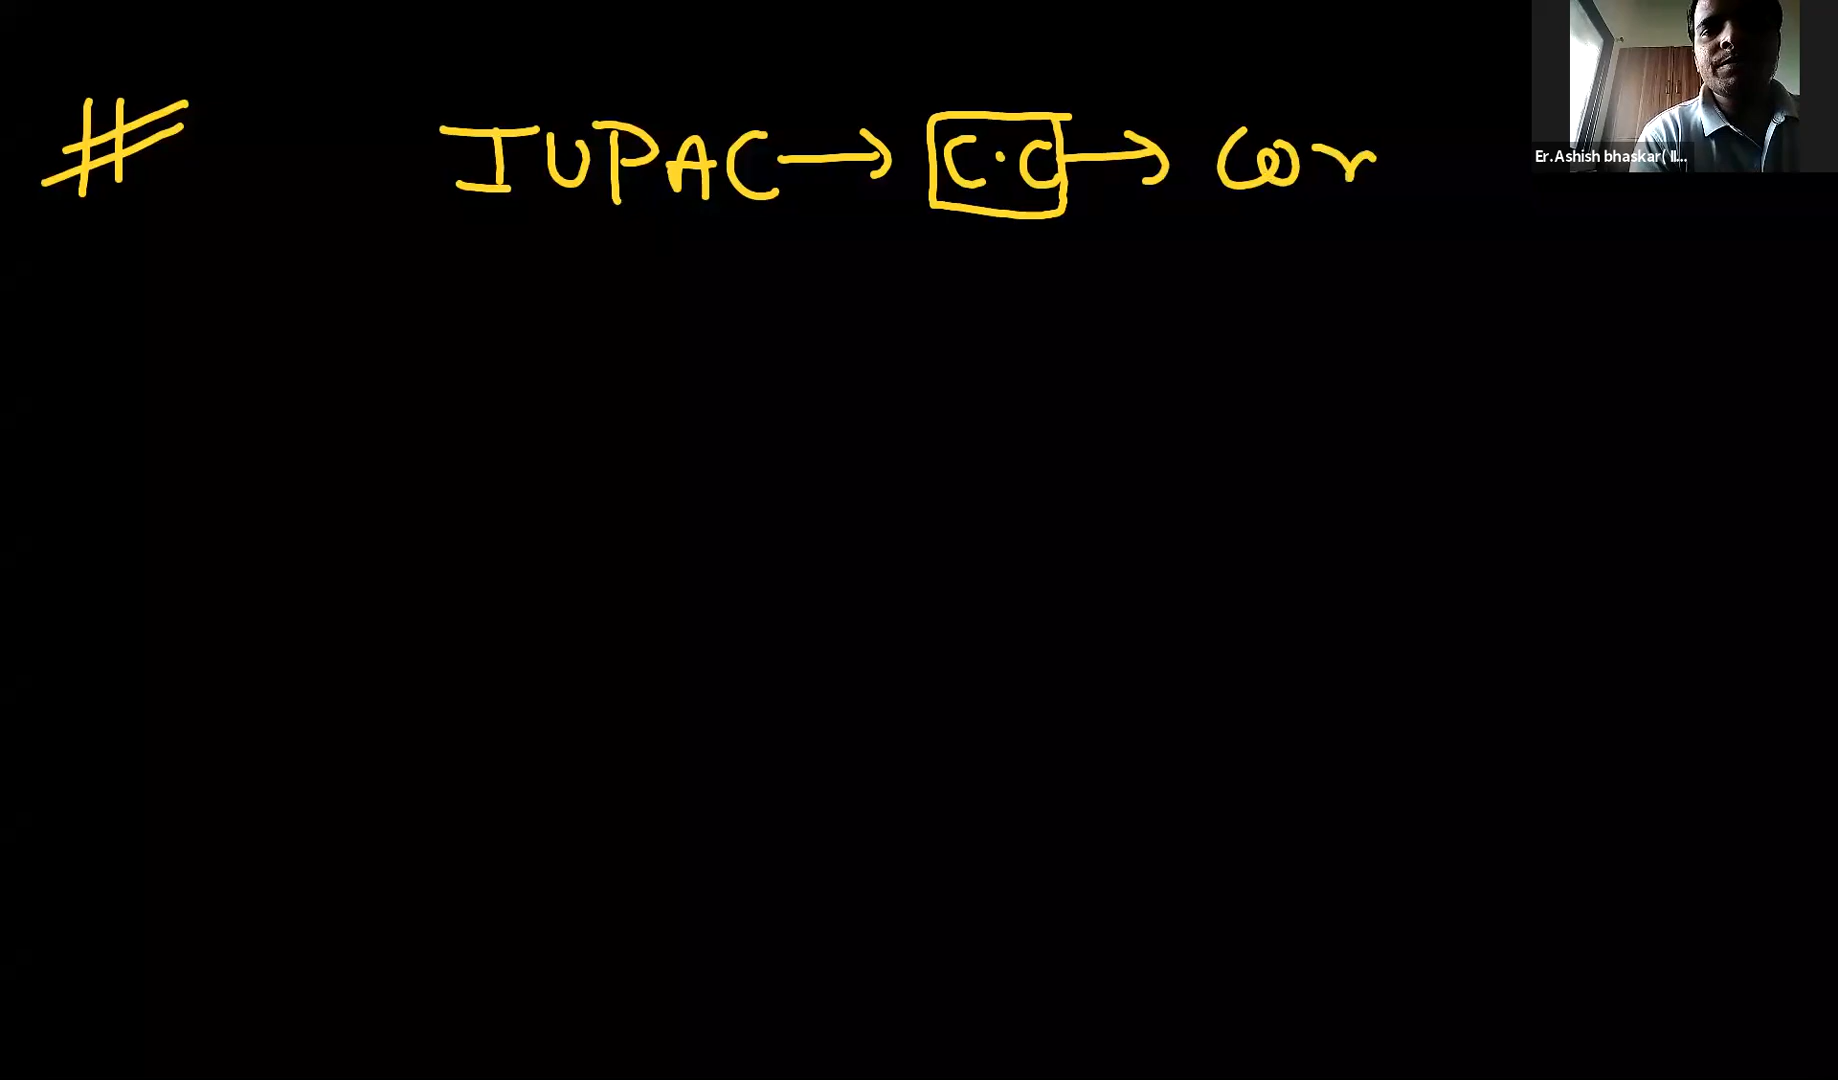 # IUPAC → C.C → Cor
Er.Ashish bhaskar( II...